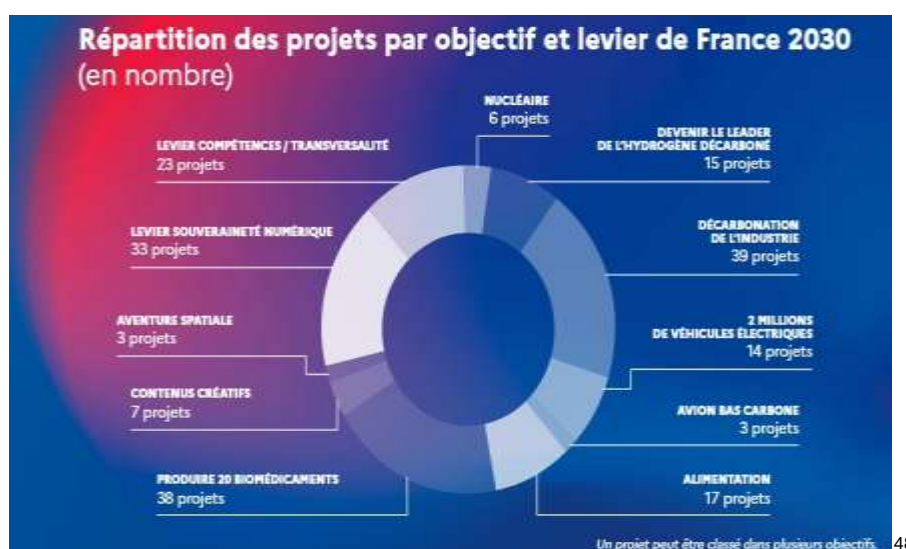 Répartition des projets par objectif et levier de France 2030
(en nombre)
NUCLÉAIRE
6 projets
DEVENIR LE LEADER
DE L'HYDROGÈNE DÉCARBONÉ
15 projets
LEVIER COMPÉTENCES / TRANSVERSALITÉ
23 projets
DÉCARBONATION
DE L'INDUSTRIE
39 projets
LEVIER SOUVERAINETÉ NUMÉRIQUE
33 projets
2 MILLIONS
DE VÉHICULES ÉLECTRIQUES
14 projets
AVENTURE SPATIALE
3 projets
CONTENUS CRÉATIFS
7 projets
AVION BAS CARBONE
3 projets
PRODUIRE 20 BIOMÉDICAMENTS
38 projets
ALIMENTATION
17 projets
Un projet peut être classé dans plusieurs objectifs.